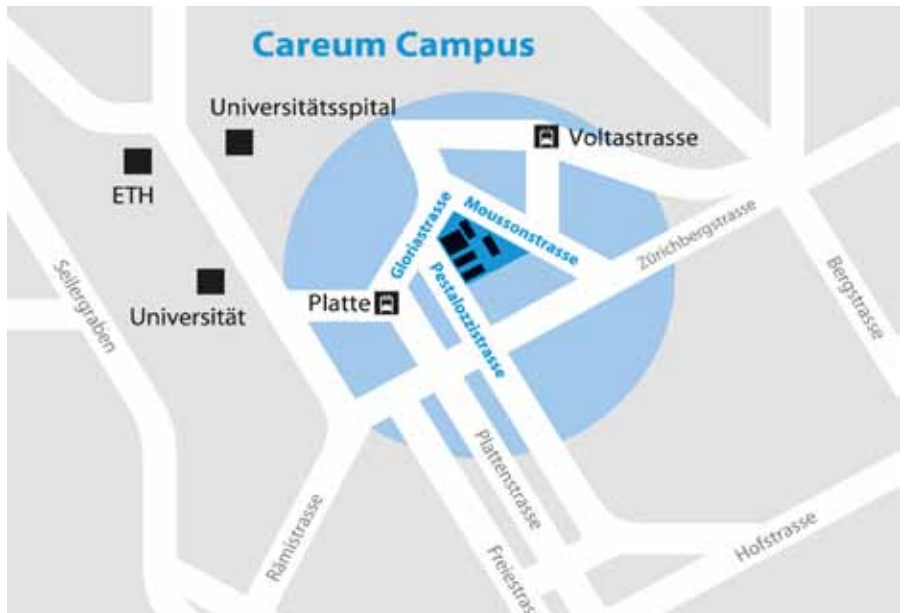 Careum Campus
Universitätsspital
Voltastrasse
ETH
Moussonstrasse
Gloriastrasse
Zürichbergstrasse
Seilergraben
Universität
Platte
Pestalozzistrasse
Bergstrasse
Plattenstrasse
Rämistrasse
Freiestrasse
Hofstrasse